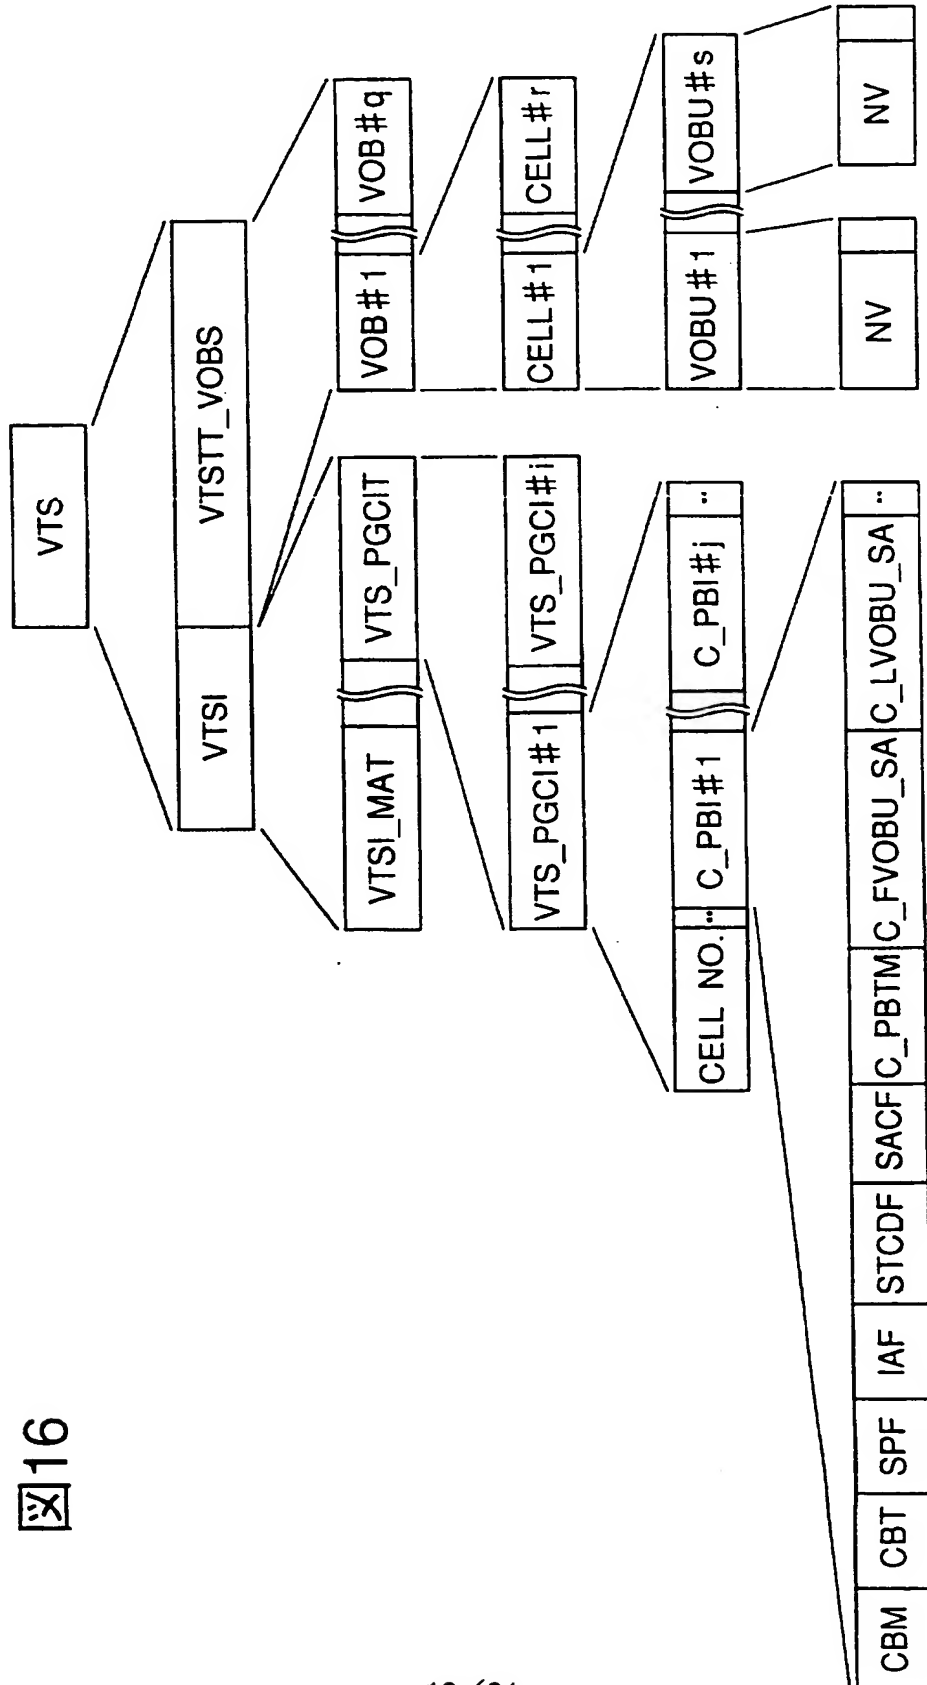 図16
VTS
VTSI VTSTT_VOBS
VTSI_MAT VTS_PGCIT VOB#1 VOB#q
VTS_PGCI#1 VTS_PGCI#i CELL#1 CELL#r
CELL NO. ‥ C_PBI#1 C_PBI#j ‥ VOBU#1 VOBU#s
CBM CBT SPF IAF STCDF SACF C_PBTM C_FVOBU_SA C_LVOBU_SA ‥ NV NV